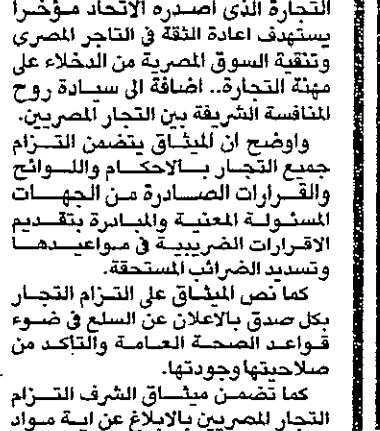 التجارة الذى اصدره الاتحاد مؤخرا
يستهدف اعادة الثقة فى التاجر المصرى
وتنقية السوق المصرية من الدخلاء على
مهنة التجارة.. اضافة الى سيادة روح
المنافسة الشريفة بين التجار المصريين.
واوضح ان الميثاق يتضمن التزام
جميع التجار بالاحكام واللوائح
والقرارات الصادرة من الجهات
المسئولة المعنية والمبادرة بتقديم
الاقرارات الضريبية فى مواعيدها
وتسديد الضرائب المستحقة.
كما نص الميثاق على التزام التجار
بكل صدق بالاعلان عن السلع فى ضوء
قواعد الصحة العامة والتأكد من
صلاحيتها وجودتها.
كما تضمن ميثاق الشرف التزام
التجار المصريين بالابلاغ عن اية مواد